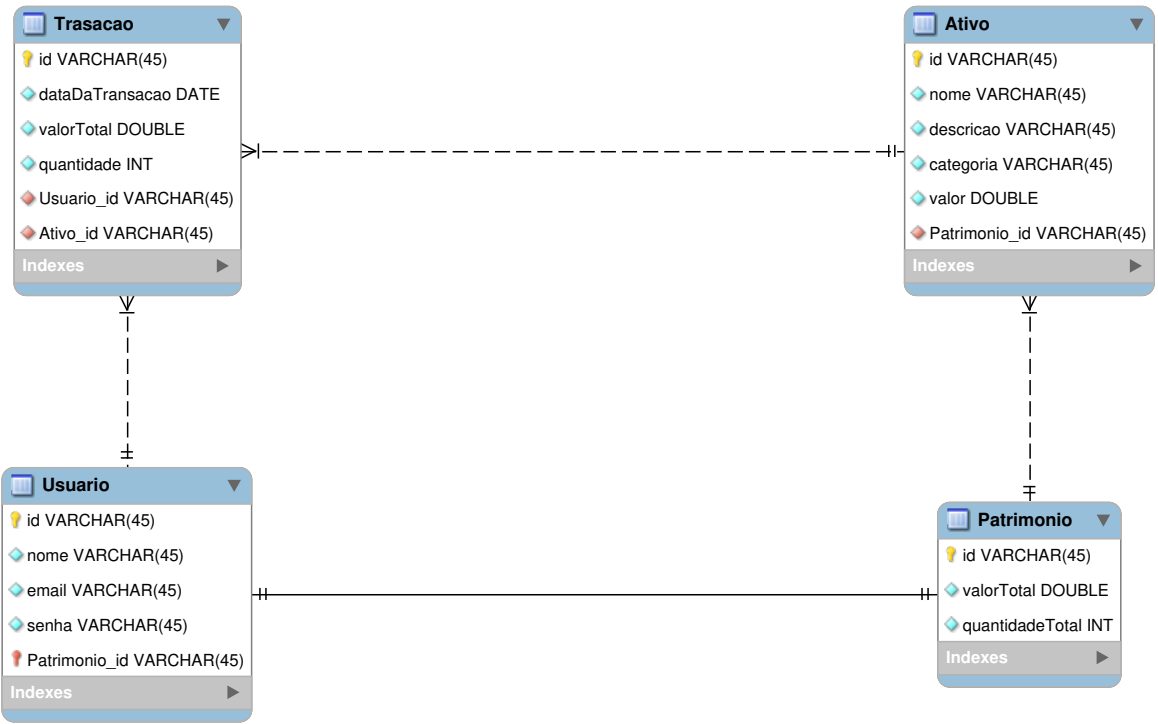 Trasacao
id VARCHAR(45)
dataDaTransacao DATE
valorTotal DOUBLE
quantidade INT
Usuario_id VARCHAR(45)
Ativo_id VARCHAR(45)
Indexes
Ativo
id VARCHAR(45)
nome VARCHAR(45)
descricao VARCHAR(45)
categoria VARCHAR(45)
valor DOUBLE
Patrimonio_id VARCHAR(45)
Indexes
Usuario
id VARCHAR(45)
nome VARCHAR(45)
email VARCHAR(45)
senha VARCHAR(45)
Patrimonio_id VARCHAR(45)
Indexes
Patrimonio
id VARCHAR(45)
valorTotal DOUBLE
quantidadeTotal INT
Indexes